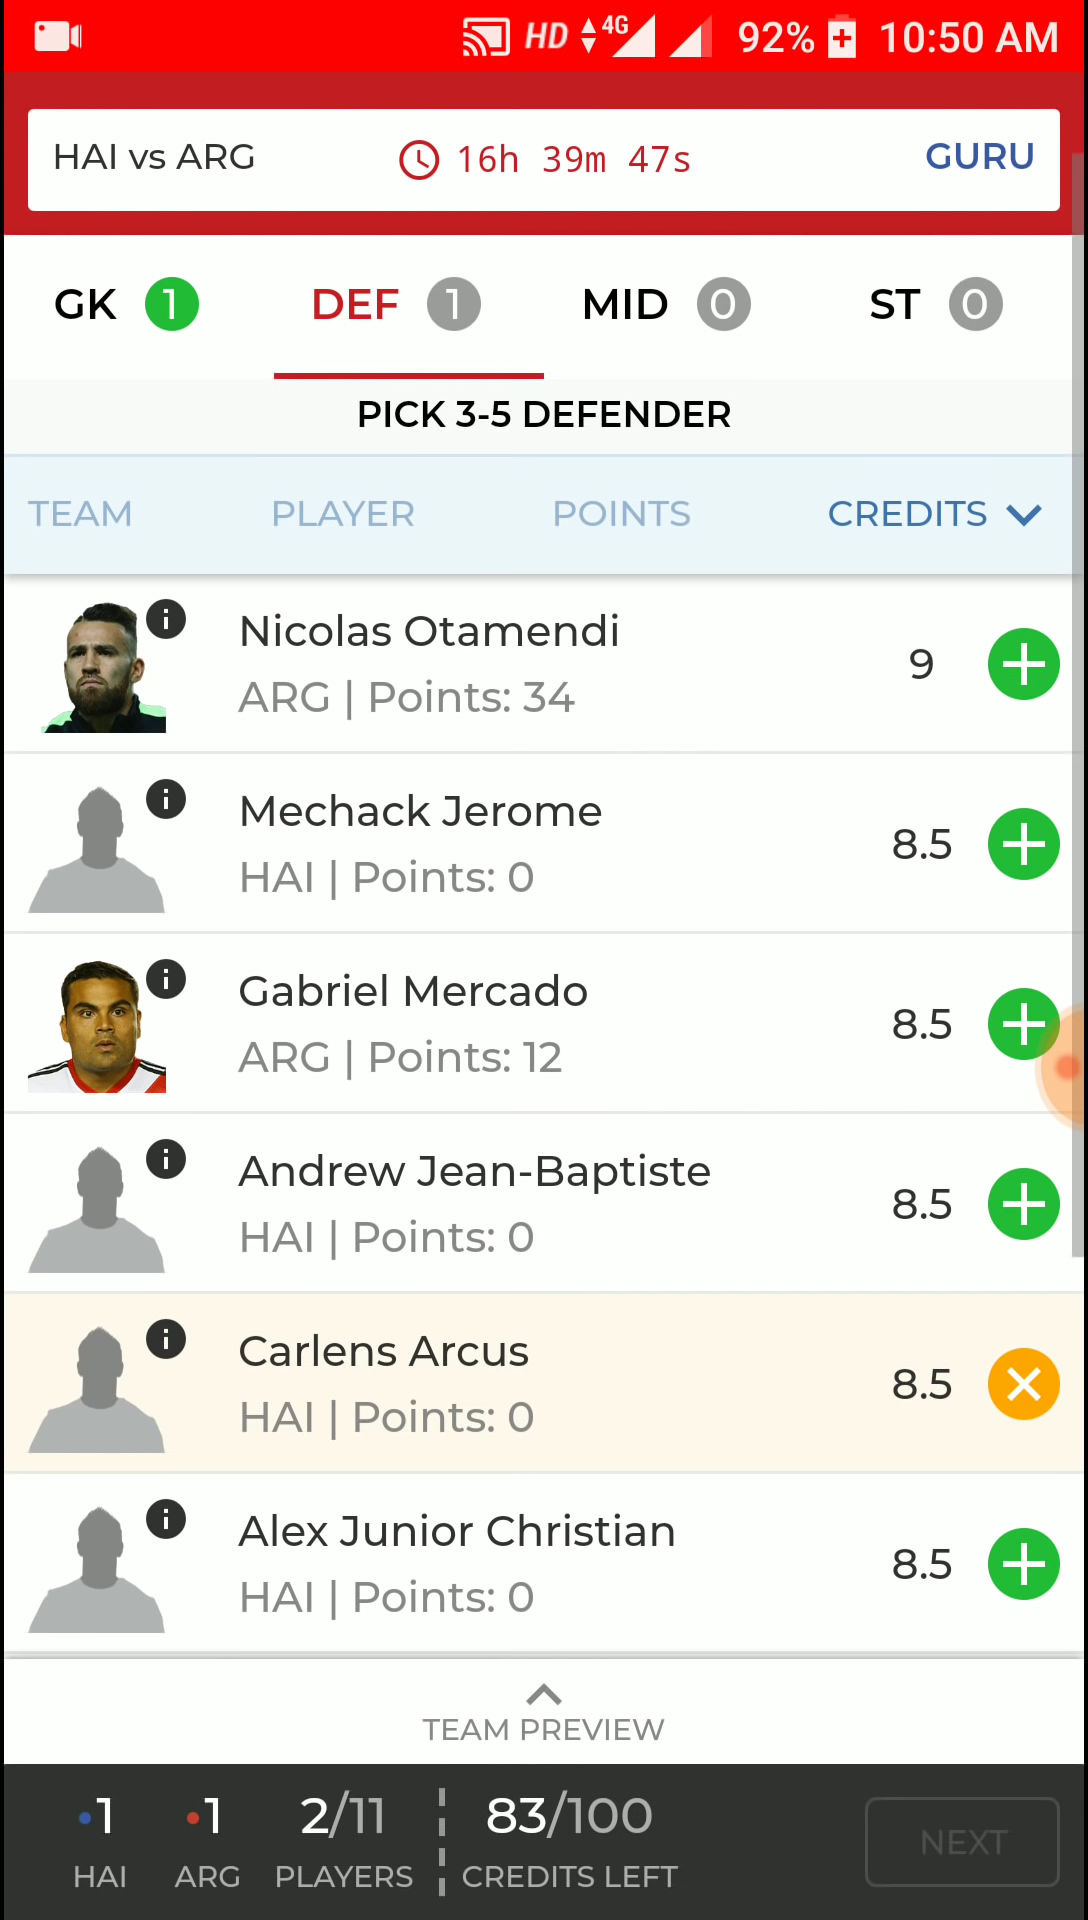 HD 4G 92% 10:50 AM
HAI vs ARG 16h 39m 47s GURU
GK 1 DEF 1 MID 0 ST 0
PICK 3-5 DEFENDER
TEAM PLAYER POINTS CREDITS
Nicolas Otamendi
ARG | Points: 34
9
Mechack Jerome
HAI | Points: 0
8.5
Gabriel Mercado
ARG | Points: 12
8.5
Andrew Jean-Baptiste
HAI | Points: 0
8.5
Carlens Arcus
HAI | Points: 0
8.5
Alex Junior Christian
HAI | Points: 0
8.5
TEAM PREVIEW
1 1 2/11 83/100
HAI ARG PLAYERS CREDITS LEFT
NEXT